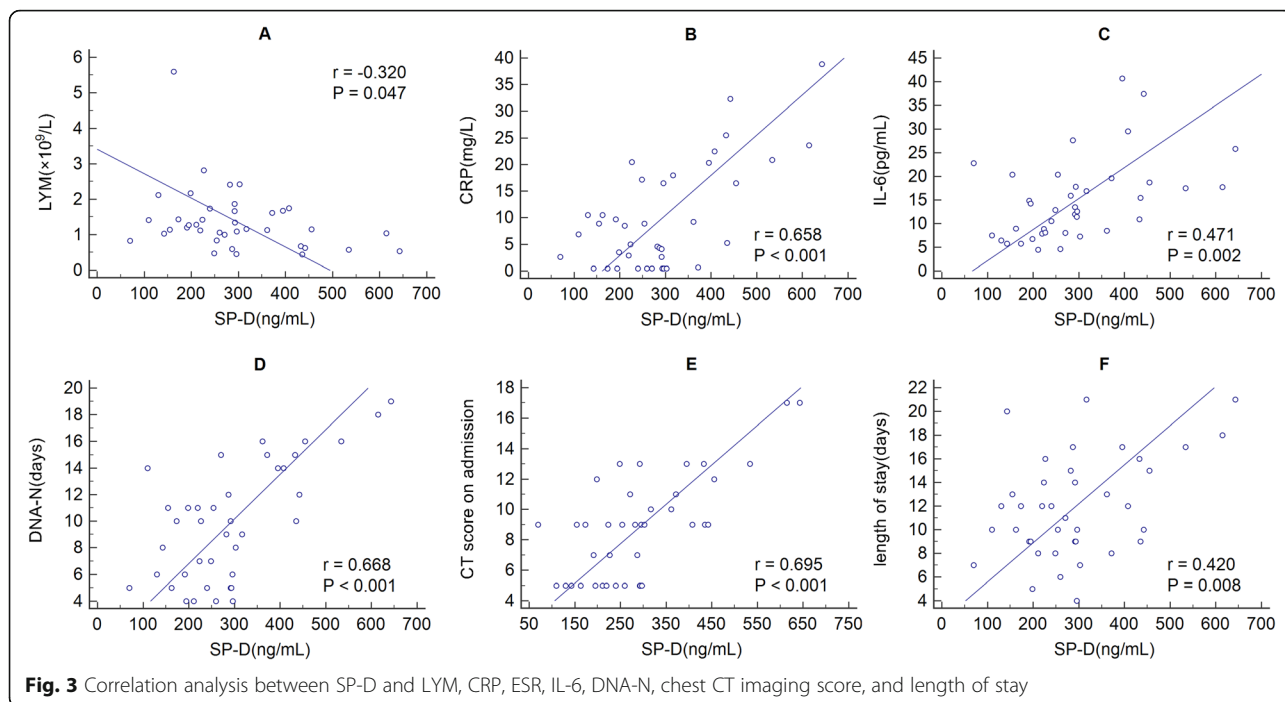 A
6
5
4
3
2
1
0
LYM(×10⁹/L)
r = -0.320
P = 0.047
0 100 200 300 400 500 600 700
SP-D(ng/mL)
B
40
35
30
25
20
15
10
5
0
CRP(mg/L)
r = 0.658
P < 0.001
0 100 200 300 400 500 600 700
SP-D(ng/mL)
C
45
40
35
30
25
20
15
10
5
0
IL-6(pg/mL)
r = 0.471
P = 0.002
0 100 200 300 400 500 600 700
SP-D(ng/mL)
D
20
18
16
14
12
10
8
6
4
DNA-N(days)
r = 0.668
P < 0.001
0 100 200 300 400 500 600 700
SP-D(ng/mL)
E
18
16
14
12
10
8
6
4
CT score on admission
r = 0.695
P < 0.001
50 150 250 350 450 550 650 750
SP-D(ng/mL)
F
22
20
18
16
14
12
10
8
6
4
length of stay(days)
r = 0.420
P = 0.008
0 100 200 300 400 500 600 700
SP-D(ng/mL)
Fig. 3 Correlation analysis between SP-D and LYM, CRP, ESR, IL-6, DNA-N, chest CT imaging score, and length of stay